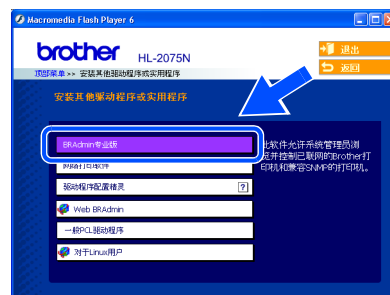 Macromedia Flash Player 6
brother HL-2075N
退出
返回
顶部菜单 >> 安装其他驱动程序或实用程序
安装其他驱动程序或实用程序
BRAdmin专业版
此软件允许系统管理员浏
览并控制已联网的Brother打
印机和兼容SNMP的打印机。
网络打印软件
驱动程序配置精灵 ?
Web BRAdmin
一般PCL驱动程序
对于Linux用户